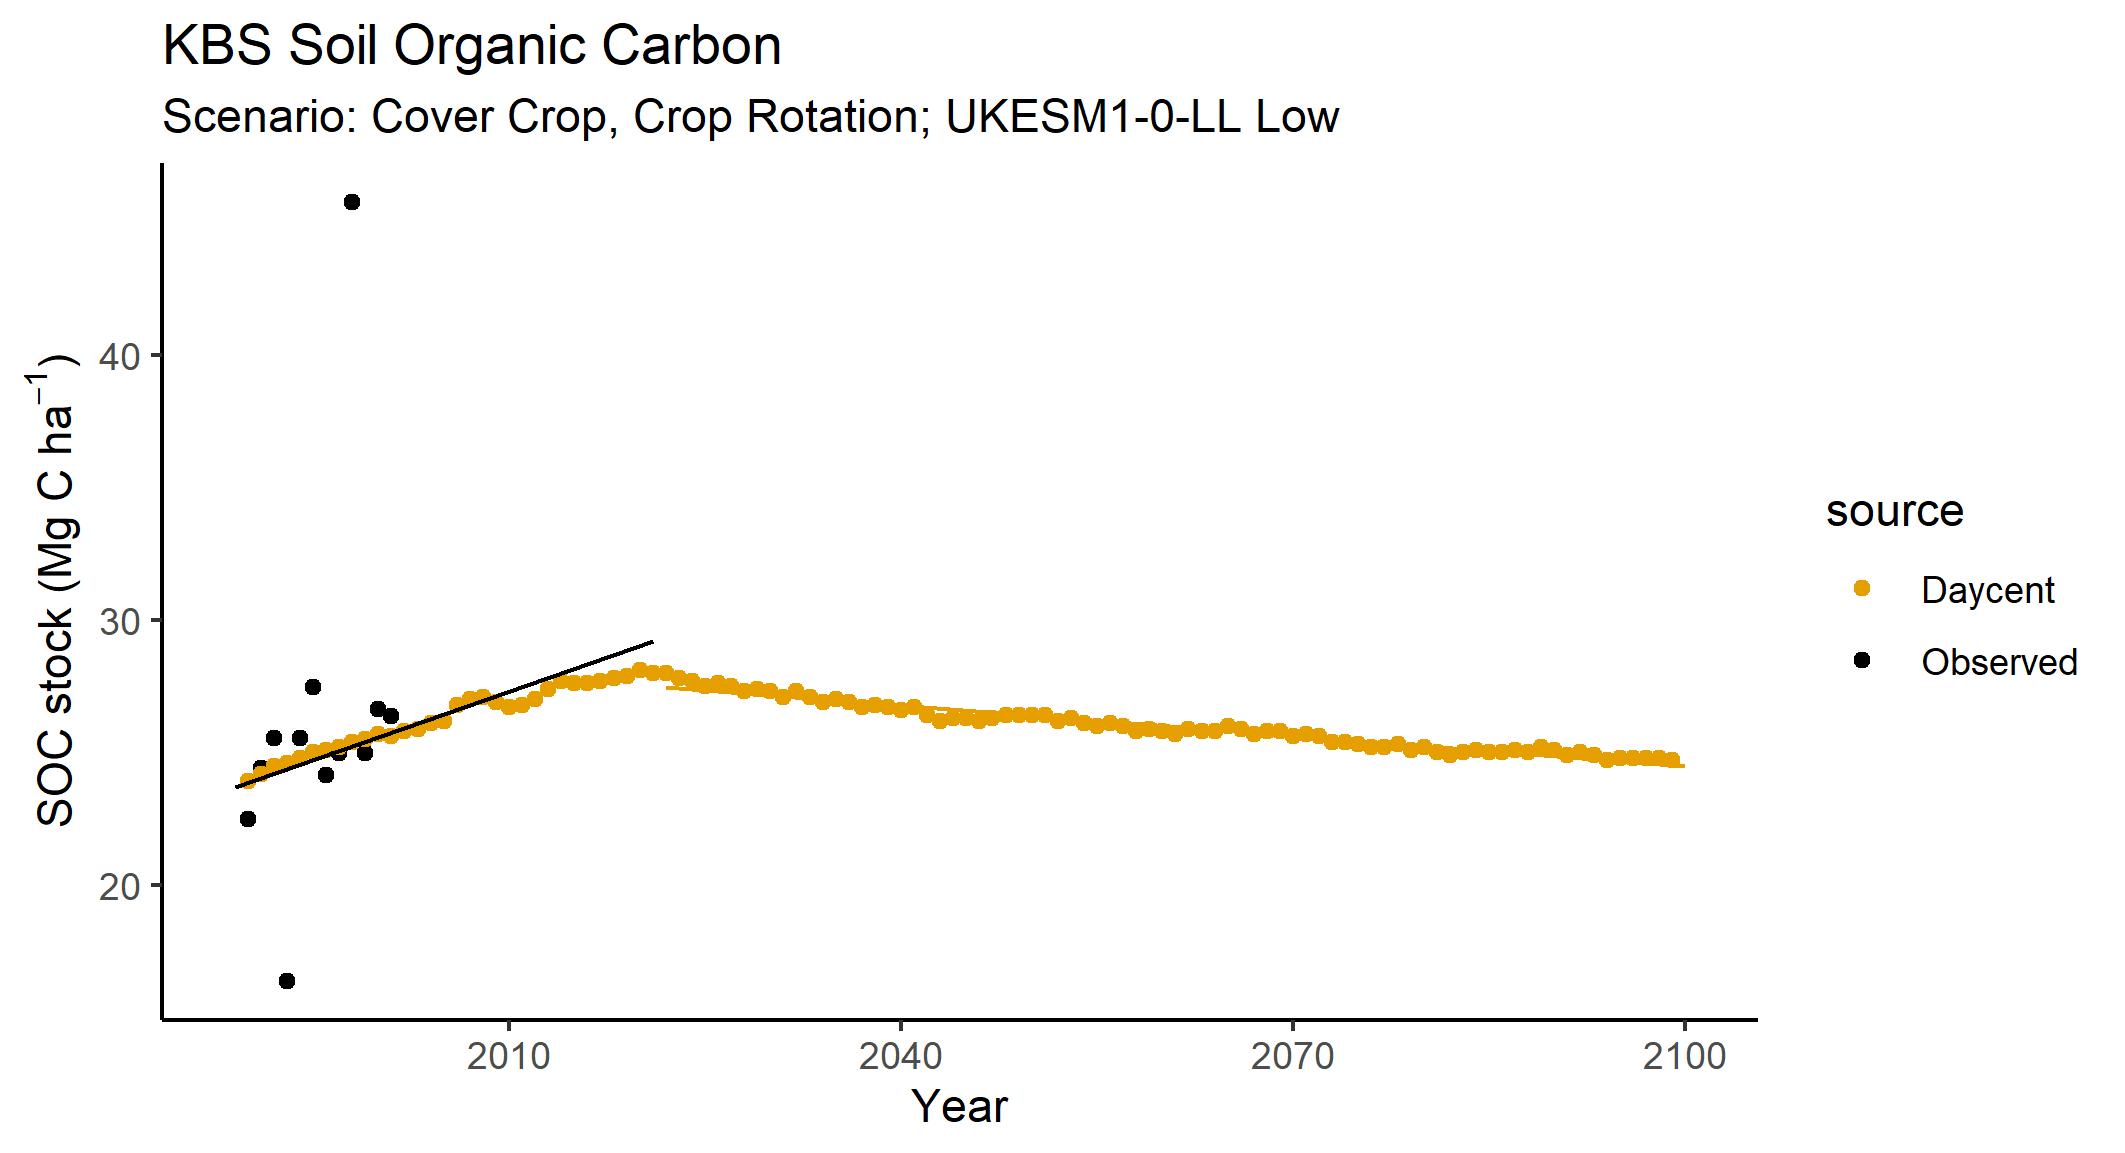 KBS Soil Organic Carbon
Scenario: Cover Crop, Crop Rotation; UKESM1-0-LL Low
SOC stock (Mg C ha⁻¹)
40
30
20
2010
2040
2070
2100
Year
source
Daycent
Observed